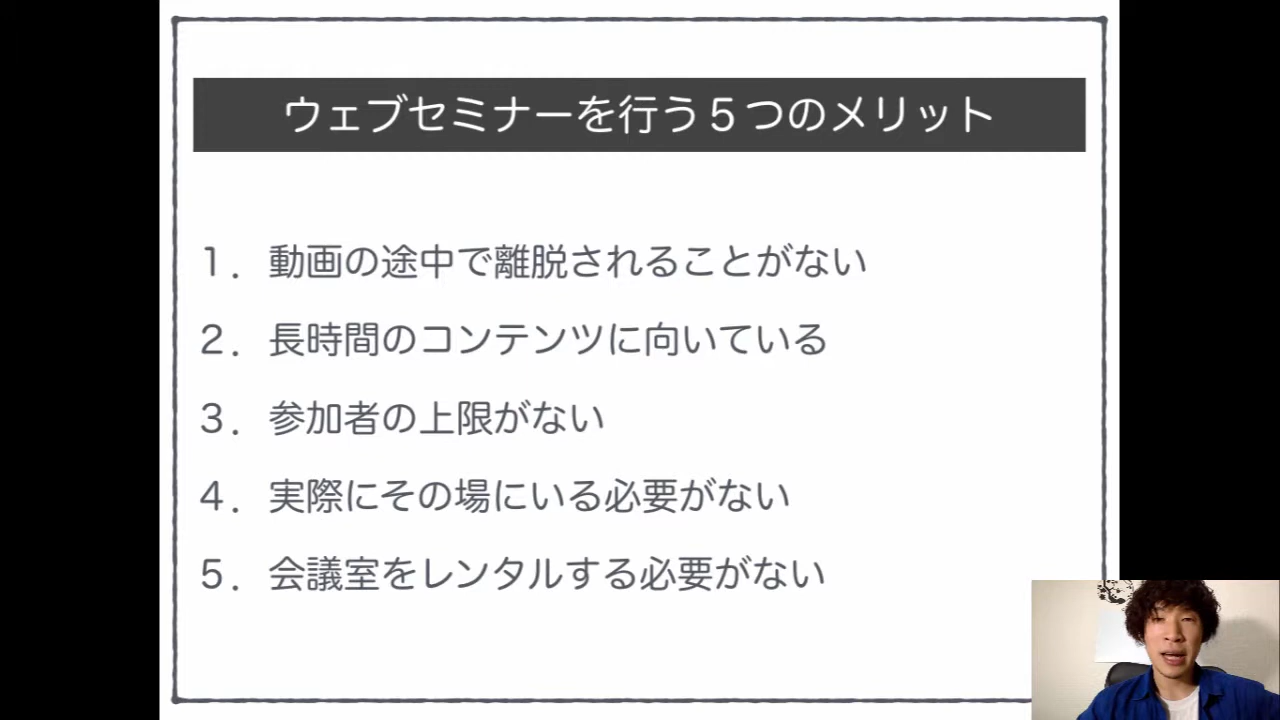 ウェブセミナーを行う５つのメリット
１．動画の途中で離脱されることがない
２．長時間のコンテンツに向いている
３．参加者の上限がない
４．実際にその場にいる必要がない
５．会議室をレンタルする必要がない